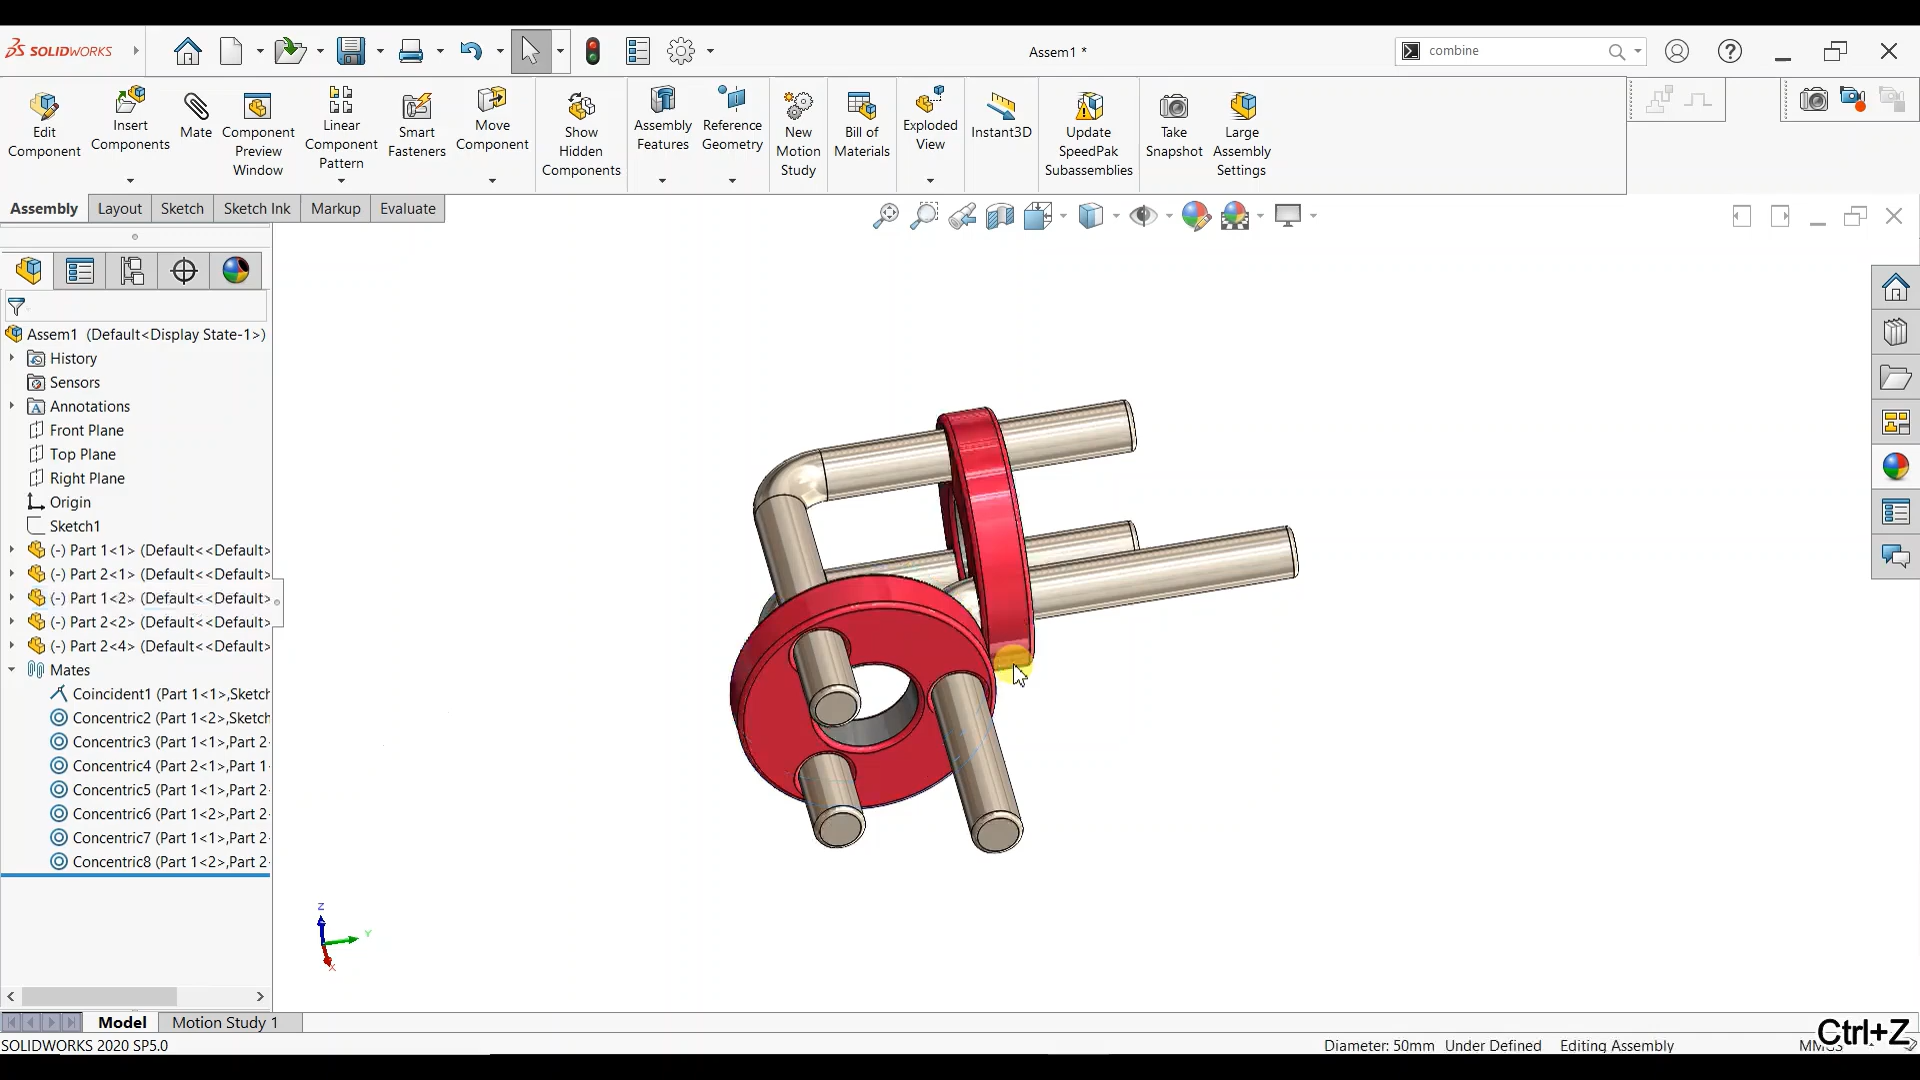 SOLIDWORKS
Assem1 *
combine
Edit Component
Insert Components
Mate
Component Preview Window
Linear Component Pattern
Smart Fasteners
Move Component
Show Hidden Components
Assembly Features
Reference Geometry
New Motion Study
Bill of Materials
Exploded View
Instant3D
Update SpeedPak Subassemblies
Take Snapshot
Large Assembly Settings
Assembly Layout Sketch Sketch Ink Markup Evaluate
Assem1 (Default<Display State-1>)
History
Sensors
Annotations
Front Plane
Top Plane
Right Plane
Origin
Sketch1
(-) Part 1<1> (Default<<Default>
(-) Part 2<1> (Default<<Default>
(-) Part 1<2> (Default<<Default>
(-) Part 2<2> (Default<<Default>
(-) Part 2<4> (Default<<Default>
Mates
Coincident1 (Part 1<1>,Sketch
Concentric2 (Part 1<2>,Sketch
Concentric3 (Part 1<1>,Part 2
Concentric4 (Part 2<1>,Part 1
Concentric5 (Part 1<1>,Part 2
Concentric6 (Part 1<2>,Part 2
Concentric7 (Part 1<1>,Part 2
Concentric8 (Part 1<2>,Part 2
Z
Y
X
Model Motion Study 1
Ctrl+Z
SOLIDWORKS 2020 SP5.0
Diameter: 50mm Under Defined Editing Assembly